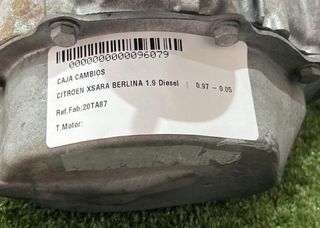 0000000000096079
CAJA CAMBIOS
CITROEN XSARA BERLINA 1.9 Diesel | 0.97 - 0.05
Ref.Fab:20TA87
T.Motor: